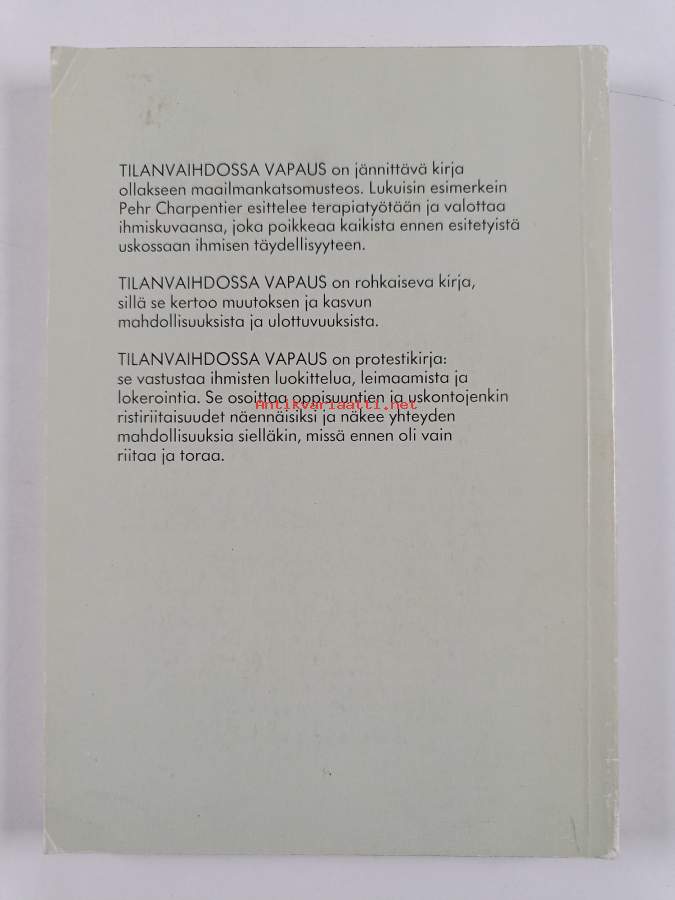 TILANVAIHDOSSA VAPAUS on jännittävä kirja
ollakseen maailmankatsomusteos. Lukuisin esimerkein
Pehr Charpentier esittelee terapiatyötään ja valottaa
ihmiskuvaansa, joka poikkeaa kaikista ennen esitetyistä
uskossaan ihmisen täydellisyyteen.
TILANVAIHDOSSA VAPAUS on rohkaiseva kirja,
sillä se kertoo muutoksen ja kasvun
mahdollisuuksista ja ulottuvuuksista.
TILANVAIHDOSSA VAPAUS on protestikirja:
se vastustaa ihmisten luokittelua, leimaamista ja
lokerointia. Se osoittaa oppisuuntien ja uskontojenkin
Antikvariaatti.net
ristiriitaisuudet näennäisiksi ja näkee yhteyden
mahdollisuuksia sielläkin, missä ennen oli vain
riitaa ja toraa.